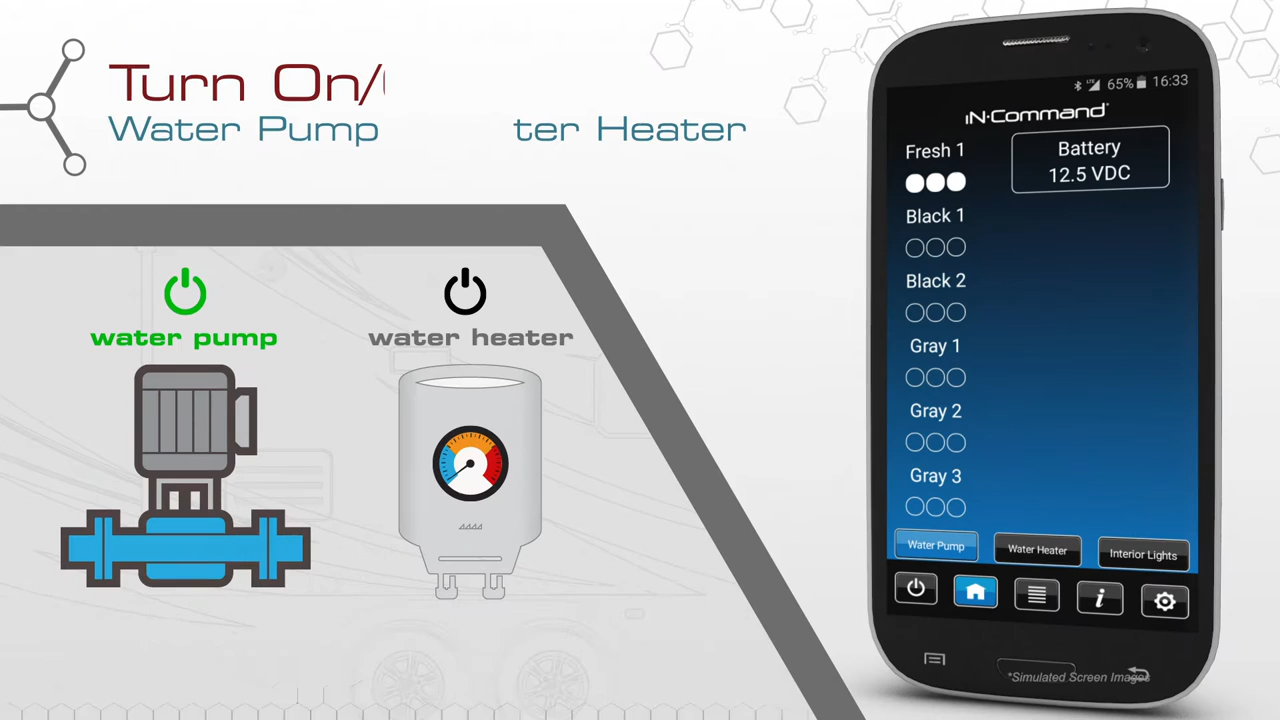 Turn On/
Water Pump ter Heater
water pump
water heater
65% 16:33
iN·Command®
Fresh 1
Battery
12.5 VDC
Black 1
Black 2
Gray 1
Gray 2
Gray 3
Water Pump
Water Heater
Interior Lights
*Simulated Screen Images